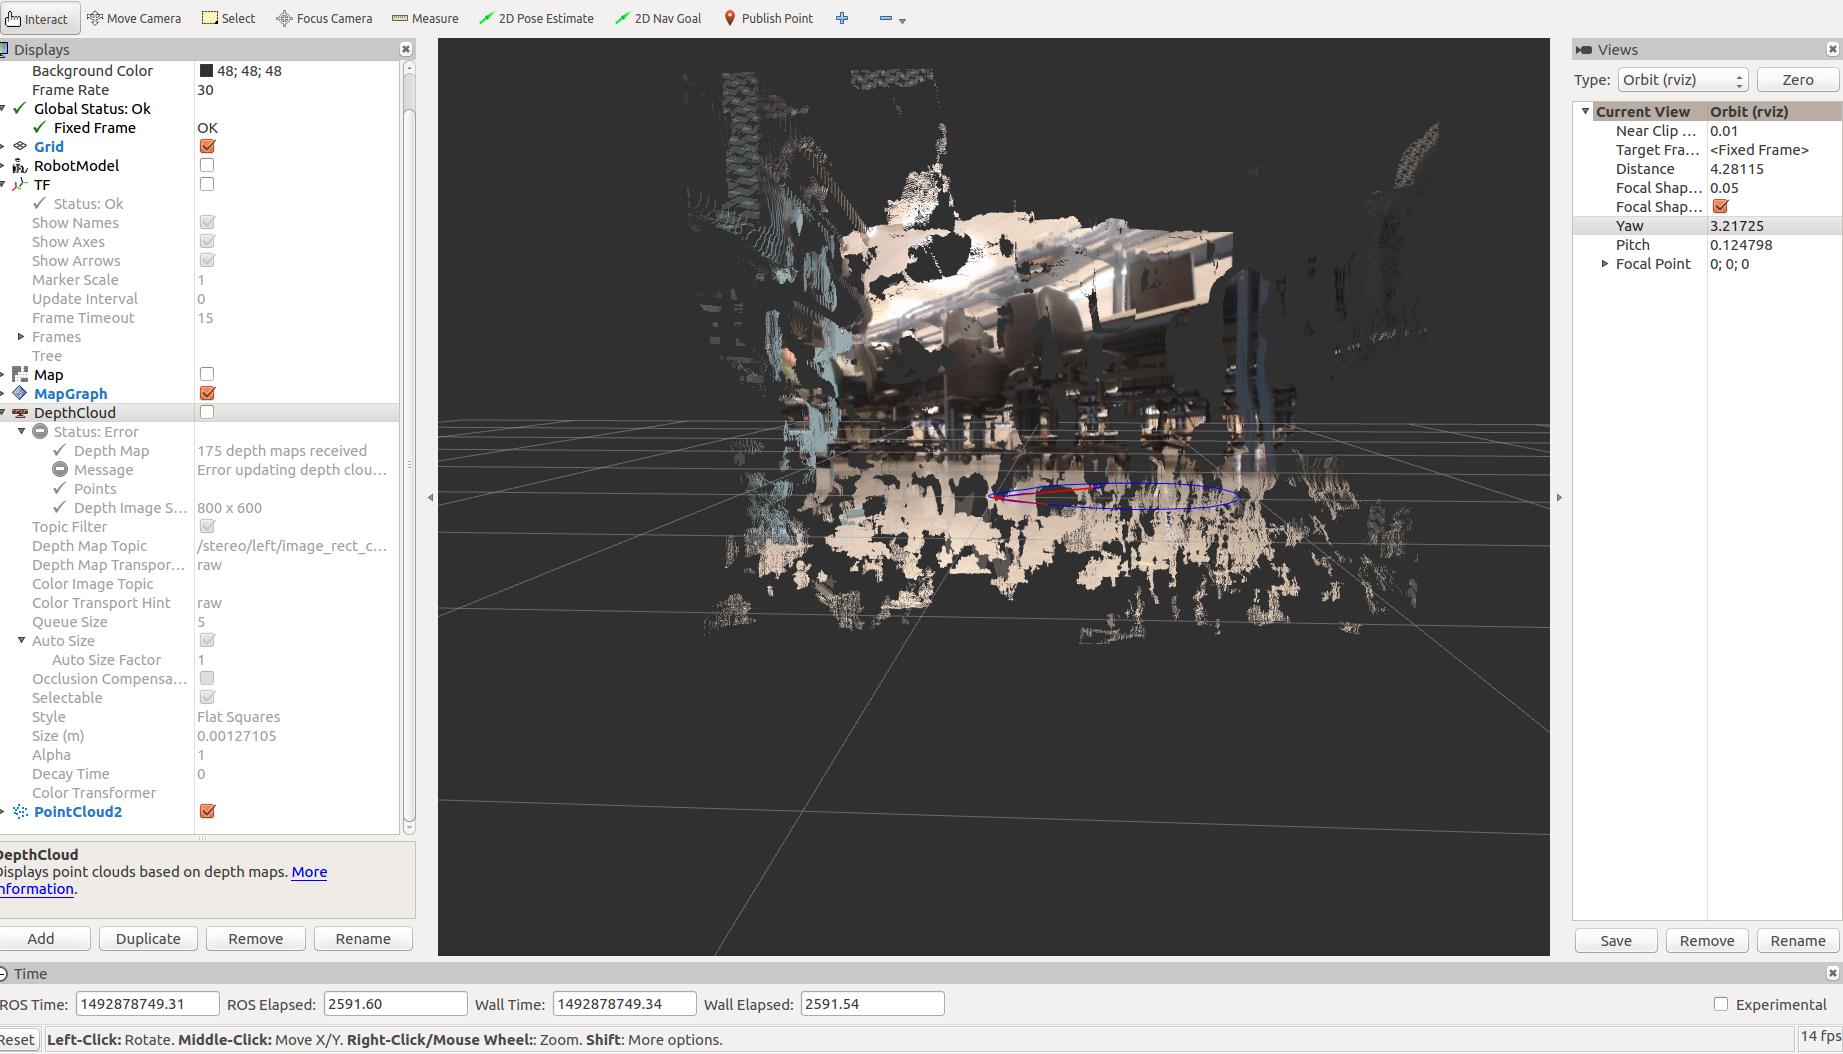 Interact Move Camera Select Focus Camera Measure 2D Pose Estimate 2D Nav Goal Publish Point
Displays
Background Color 48; 48; 48
Frame Rate 30
Global Status: Ok
Fixed Frame OK
Grid
RobotModel
TF
Status: Ok
Show Names
Show Axes
Show Arrows
Marker Scale 1
Update Interval 0
Frame Timeout 15
Frames
Tree
Map
MapGraph
DepthCloud
Status: Error
Depth Map 175 depth maps received
Message Error updating depth clou...
Points
Depth Image S... 800 x 600
Topic Filter
Depth Map Topic /stereo/left/image_rect_c...
Depth Map Transpor... raw
Color Image Topic
Color Transport Hint raw
Queue Size 5
Auto Size
Auto Size Factor 1
Occlusion Compensa...
Selectable
Style Flat Squares
Size (m) 0.00127105
Alpha 1
Decay Time 0
Color Transformer
PointCloud2
DepthCloud
Displays point clouds based on depth maps. More
nformation.
Add Duplicate Remove Rename
Views
Type: Orbit (rviz) Zero
Current View Orbit (rviz)
Near Clip ... 0.01
Target Fra... <Fixed Frame>
Distance 4.28115
Focal Shap... 0.05
Focal Shap...
Yaw 3.21725
Pitch 0.124798
Focal Point 0; 0; 0
Save Remove Rename
Time
ROS Time: 1492878749.31 ROS Elapsed: 2591.60 Wall Time: 1492878749.34 Wall Elapsed: 2591.54 Experimental
Reset Left-Click: Rotate. Middle-Click: Move X/Y. Right-Click/Mouse Wheel:: Zoom. Shift: More options. 14 fps